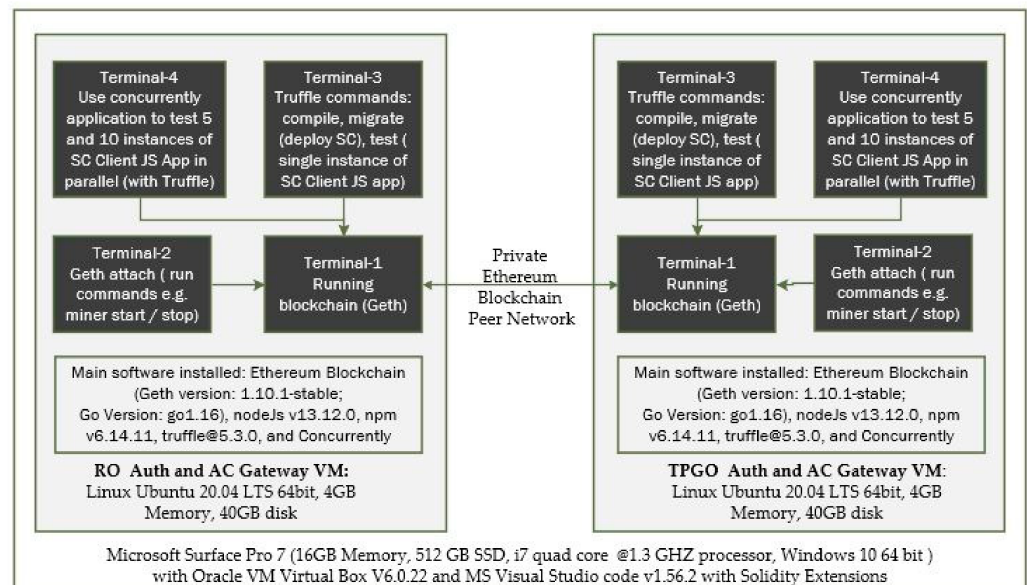 Terminal-4
Use concurrently
application to test 5
and 10 instances of
SC Client JS App in
parallel (with Truffle)
Terminal-3
Truffle commands:
compile, migrate
(deploy SC), test (
single instance of
SC Client JS app)
Terminal-2
Geth attach ( run
commands e.g.
miner start / stop)
Terminal-1
Running
blockchain (Geth)
Main software installed: Ethereum Blockchain
(Geth version: 1.10.1-stable;
Go Version: go1.16), nodeJs v13.12.0, npm
v6.14.11, truffle@5.3.0, and Concurrently
RO Auth and AC Gateway VM:
Linux Ubuntu 20.04 LTS 64bit, 4GB
Memory, 40GB disk
Private
Ethereum
Blockchain
Peer Network
Terminal-3
Truffle commands:
compile, migrate
(deploy SC), test (
single instance of
SC Client JS app)
Terminal-4
Use concurrently
application to test 5
and 10 instances of
SC Client JS App in
parallel (with Truffle)
Terminal-1
Running
blockchain (Geth)
Terminal-2
Geth attach ( run
commands e.g.
miner start / stop)
Main software installed: Ethereum Blockchain
(Geth version: 1.10.1-stable;
Go Version: go1.16), nodeJs v13.12.0, npm
v6.14.11, truffle@5.3.0, and Concurrently
TPGO Auth and AC Gateway VM:
Linux Ubuntu 20.04 LTS 64bit, 4GB
Memory, 40GB disk
Microsoft Surface Pro 7 (16GB Memory, 512 GB SSD, i7 quad core @1.3 GHZ processor, Windows 10 64 bit )
with Oracle VM Virtual Box V6.0.22 and MS Visual Studio code v1.56.2 with Solidity Extensions